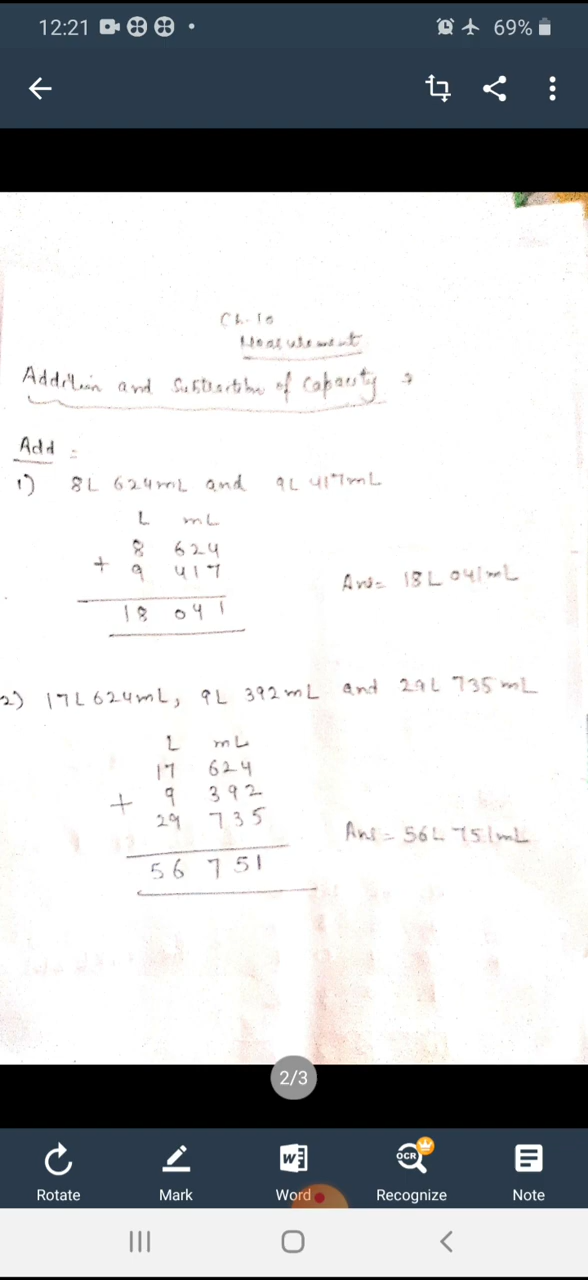 12:21
69%
Ch. 10
Measurement
Addition and Subtraction of Capacity →
Add =
1) 8L 624mL and 9L 417mL
L mL
8 624
+ 9 417
18 041
Ans= 18L 041mL
2) 17L 624mL, 9L 392mL and 29L 735mL
L mL
17 624
+ 9 392
29 735
56 751
Ans = 56L 751mL
2/3
W
OCR
Rotate Mark Word Recognize Note